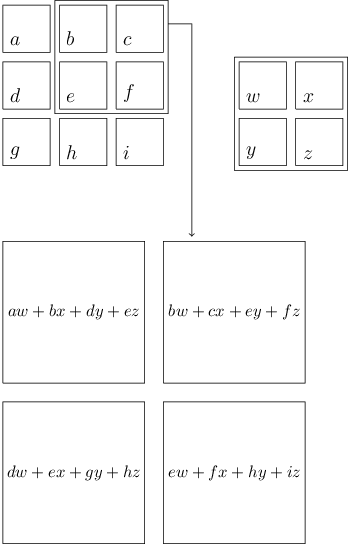 a b c
d e f
g h i
w x
y z
aw + bx + dy + ez
bw + cx + ey + fz
dw + ex + gy + hz
ew + fx + hy + iz